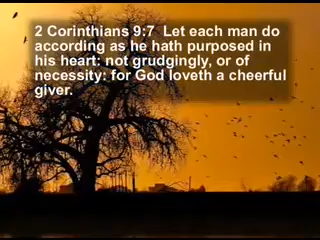 2 Corinthians 9:7  Let each man do
according as he hath purposed in
his heart: not grudgingly, or of
necessity: for God loveth a cheerful
giver.